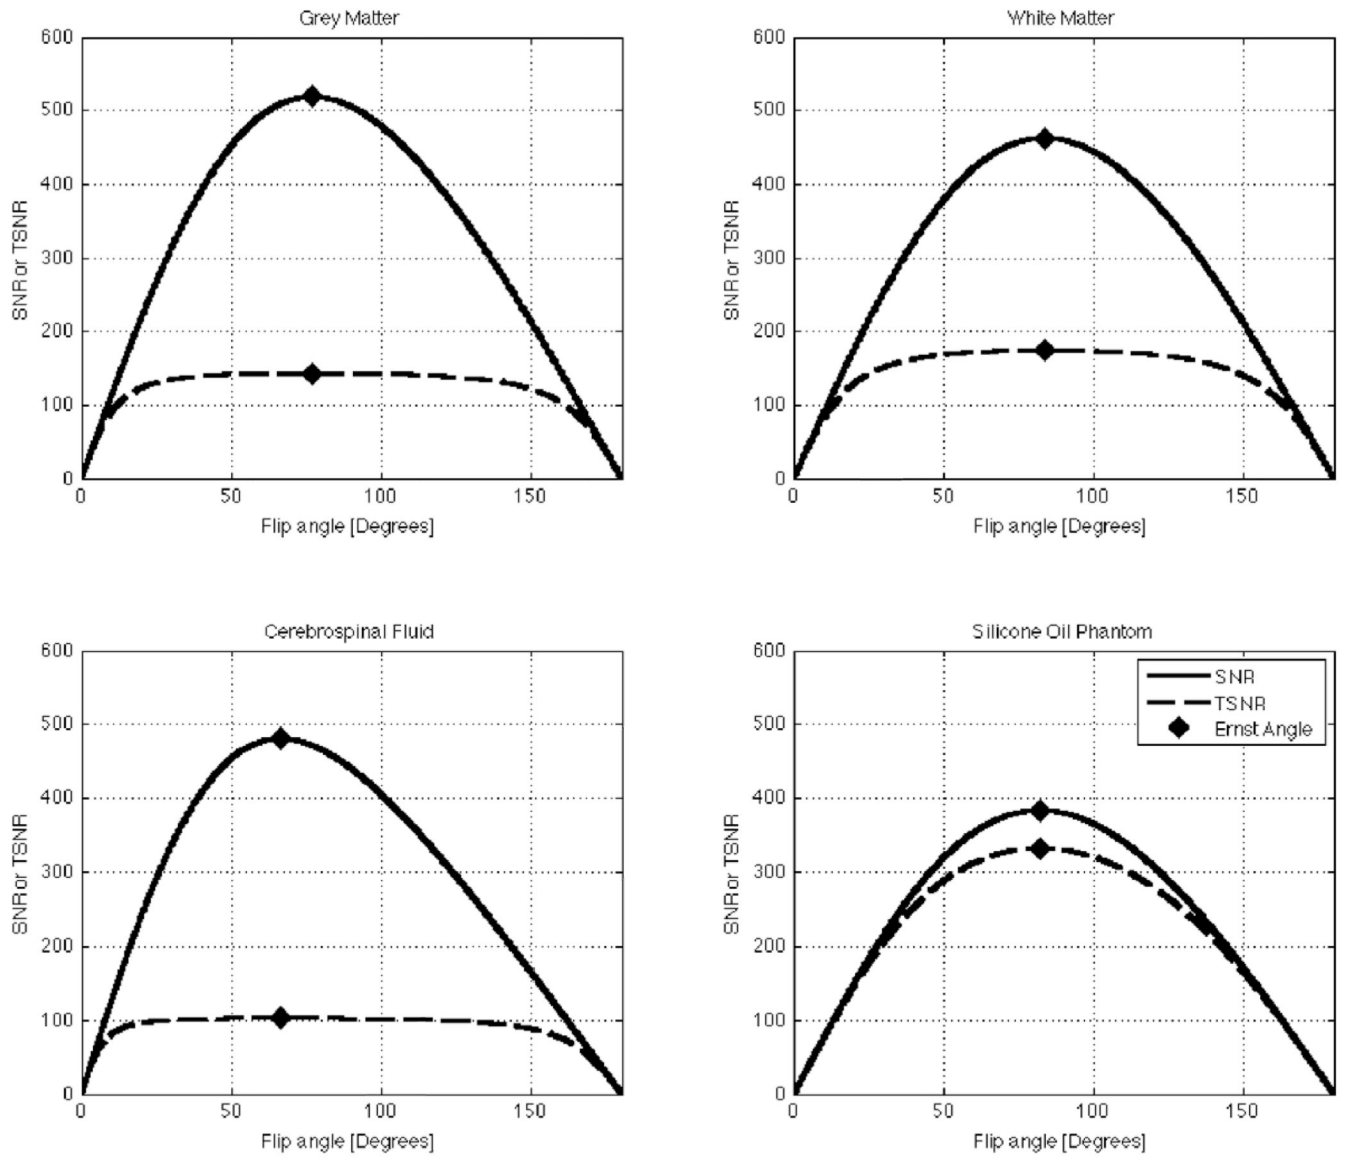 Grey Matter
600
500
400
300
200
100
0
SNR or TSNR
0 50 100 150
Flip angle [Degrees]
White Matter
600
500
400
300
200
100
0
SNR or TSNR
0 50 100 150
Flip angle [Degrees]
Cerebrospinal Fluid
600
500
400
300
200
100
0
SNR or TSNR
0 50 100 150
Flip angle [Degrees]
Silicone Oil Phantom
600
500
400
300
200
100
0
SNR or TSNR
SNR
TSNR
Ernst Angle
0 50 100 150
Flip angle [Degrees]